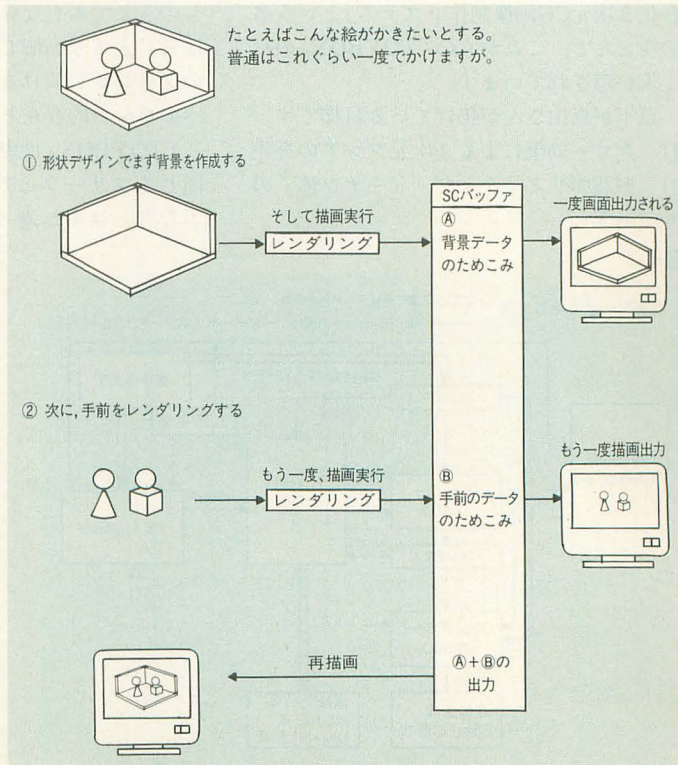 たとえばこんな絵がかきたいとする。
普通はこれぐらい一度でかけますが。
① 形状デザインでまず背景を作成する
そして描画実行
レンダリング
SCバッファ
Ⓐ
背景データ
のためこみ
一度画面出力される
② 次に,手前をレンダリングする
もう一度、描画実行
レンダリング
Ⓑ
手前のデータ
のためこみ
もう一度描画出力
再描画
Ⓐ+Ⓑの
出力